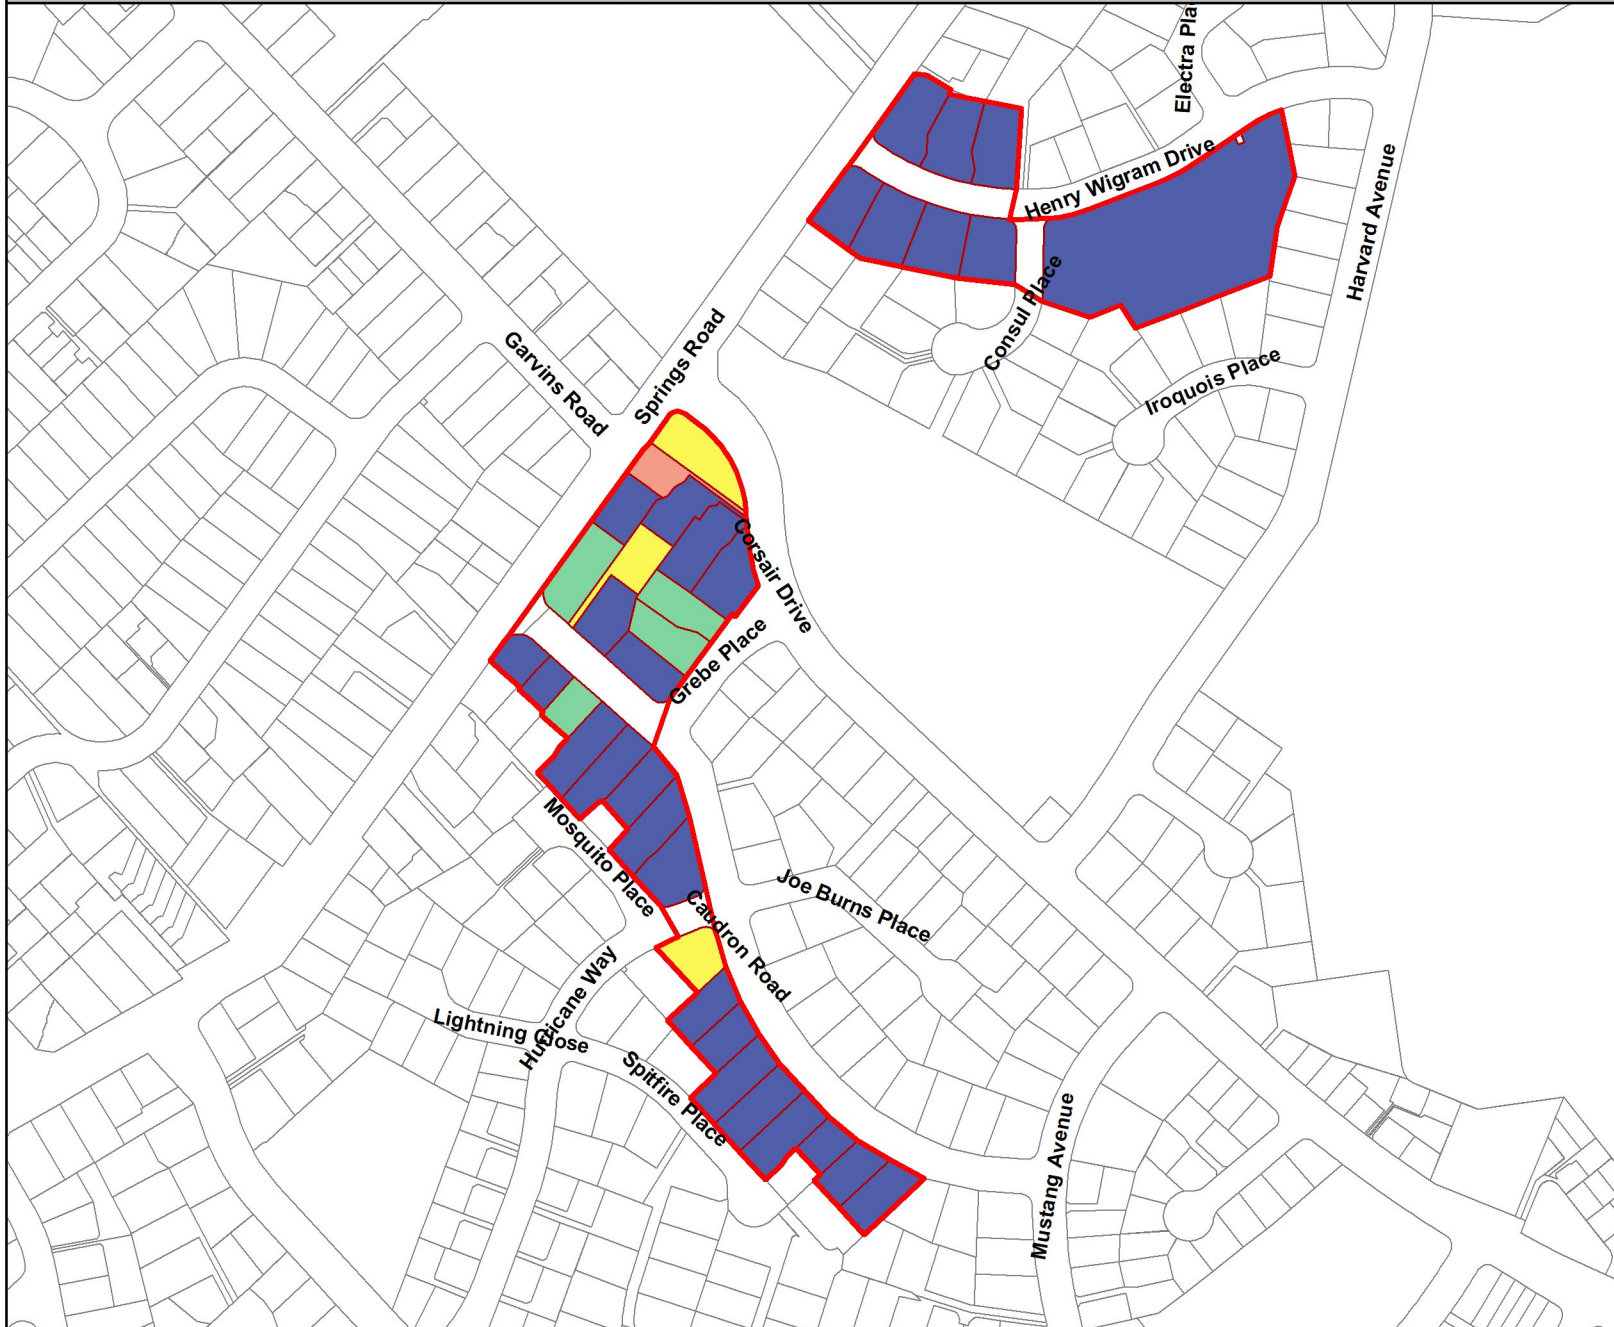 Electra Pla
Henry Wigram Drive
Harvard Avenue
Consul Place
Iroquois Place
Springs Road
Garvins Road
Corsair Drive
Grebe Place
Mosquito Place
Joe Burns Place
Caudron Road
Hurricane Way
Lightning Close
Spitfire Place
Mustang Avenue